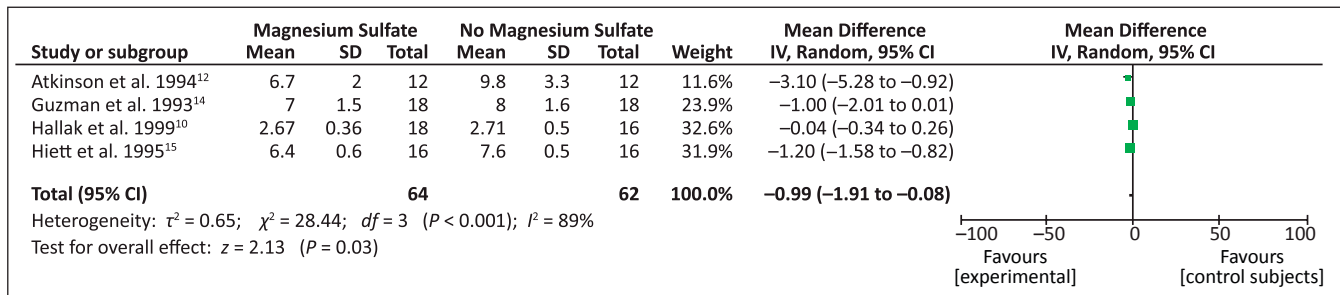 Magnesium Sulfate No Magnesium Sulfate Mean Difference Mean Difference
Study or subgroup Mean SD Total Mean SD Total Weight IV, Random, 95% CI IV, Random, 95% CI
Atkinson et al. 1994¹² 6.7 2 12 9.8 3.3 12 11.6% −3.10 (−5.28 to −0.92)
Guzman et al. 1993¹⁴ 7 1.5 18 8 1.6 18 23.9% −1.00 (−2.01 to 0.01)
Hallak et al. 1999¹⁰ 2.67 0.36 18 2.71 0.5 16 32.6% −0.04 (−0.34 to 0.26)
Hiett et al. 1995¹⁵ 6.4 0.6 16 7.6 0.5 16 31.9% −1.20 (−1.58 to −0.82)
Total (95% CI) 64 62 100.0% −0.99 (−1.91 to −0.08)
Heterogeneity: τ² = 0.65; χ² = 28.44; df = 3 (P < 0.001); I² = 89%
Test for overall effect: z = 2.13 (P = 0.03)
−100 −50 0 50 100
Favours Favours
[experimental] [control subjects]